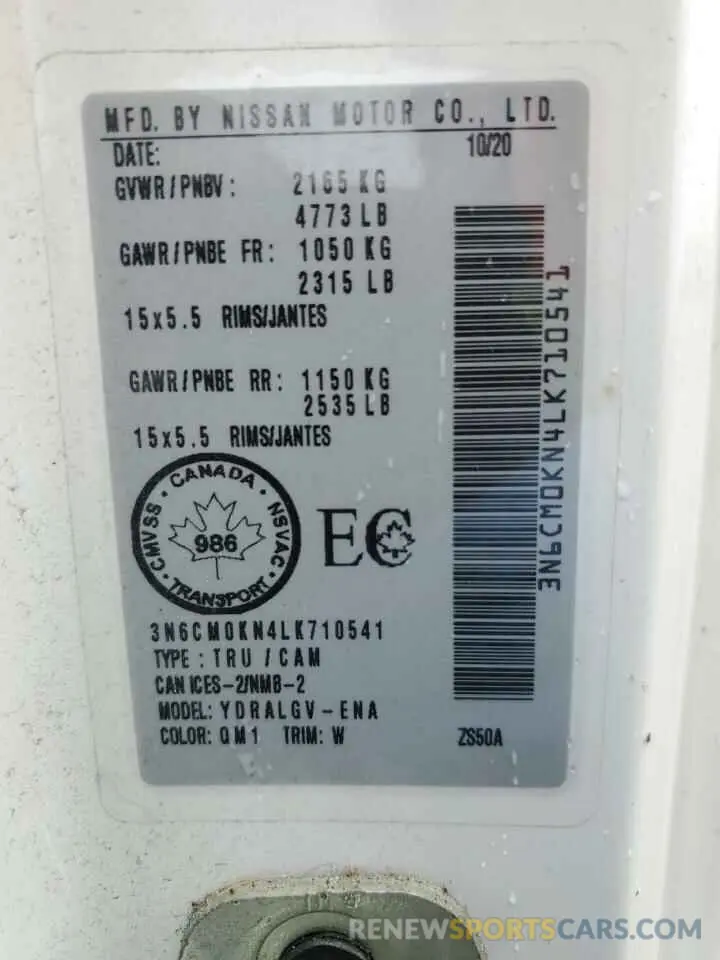 MFD. BY NISSAN MOTOR CO., LTD.
DATE: 10/20
GVWR/PNBV: 2165 KG
4773 LB
GAWR/PNBE FR: 1050 KG
2315 LB
15x5.5 RIMS/JANTES
GAWR/PNBE RR: 1150 KG
2535 LB
15x5.5 RIMS/JANTES
3N6CM0KN4LK710541
CANADA
CMVSS
NSVAC
986
TRANSPORT
EC
3N6CM0KN4LK710541
TYPE: TRU/CAM
CAN ICES-2/NMB-2
MODEL: YDRALGV-ENA
COLOR: QM1 TRIM: W ZS50A
RENEWSPORTSCARS.COM